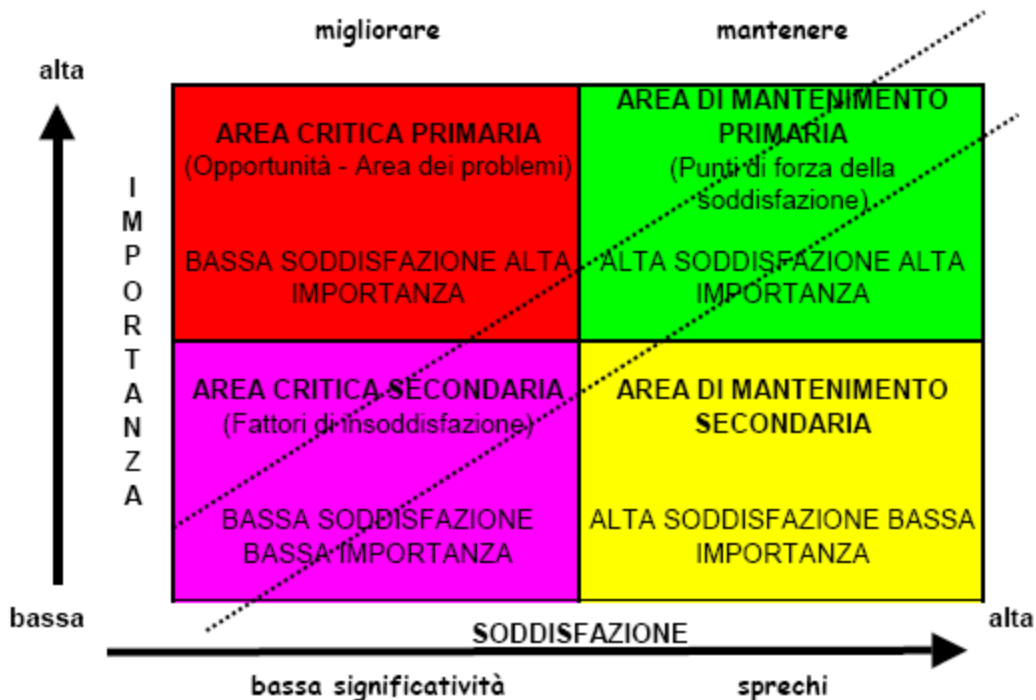 migliorare
mantenere
alta
AREA CRITICA PRIMARIA
(Opportunità - Area dei problemi)
BASSA SODDISFAZIONE ALTA
IMPORTANZA
AREA DI MANTENIMENTO
PRIMARIA
(Punti di forza della
soddisfazione)
ALTA SODDISFAZIONE ALTA
IMPORTANZA
IMPORTANZA
AREA CRITICA SECONDARIA
(Fattori di insoddisfazione)
BASSA SODDISFAZIONE
BASSA IMPORTANZA
AREA DI MANTENIMENTO
SECONDARIA
ALTA SODDISFAZIONE BASSA
IMPORTANZA
bassa
SODDISFAZIONE
alta
bassa significatività
sprechi